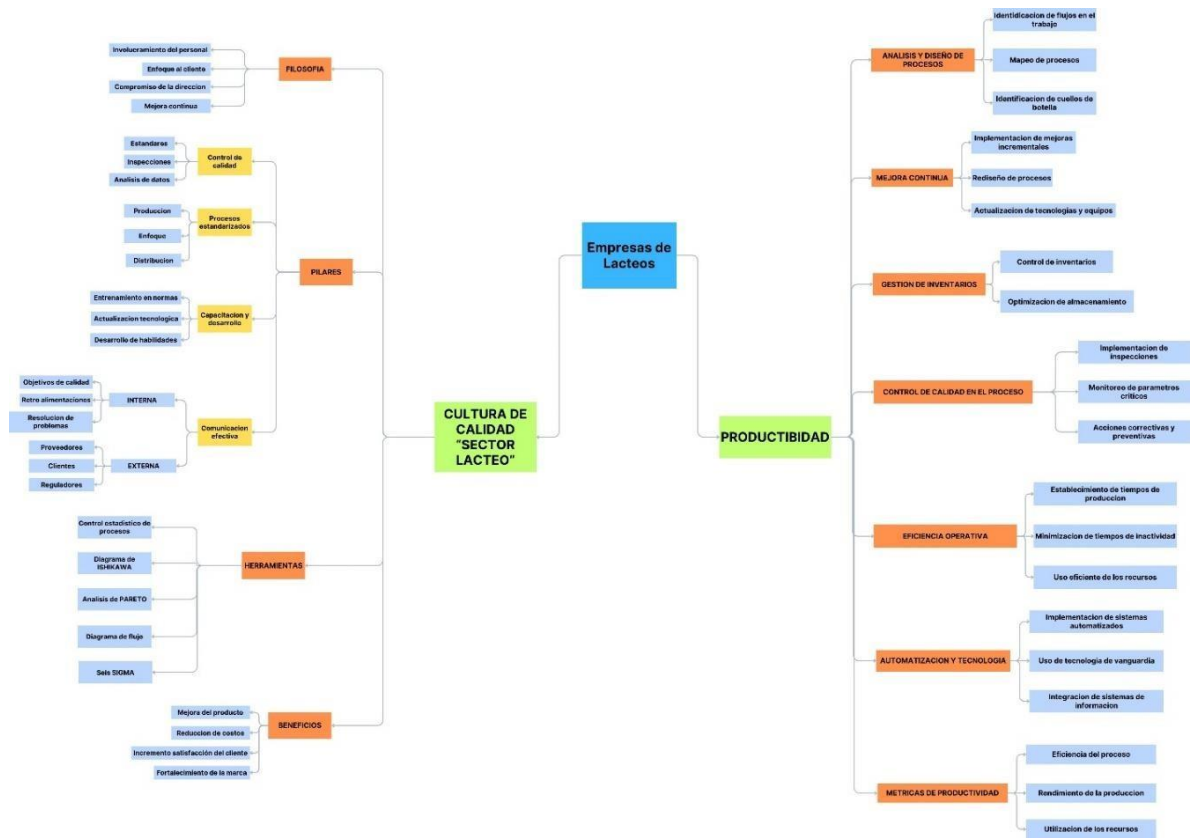 Empresas de
Lacteos
CULTURA DE
CALIDAD
“SECTOR
LACTEO”
FILOSOFIA
Involucramiento del personal
Enfoque al cliente
Compromiso de la direccion
Mejora continua
PILARES
Control de
calidad
Estandares
Inspecciones
Analisis de datos
Procesos
estandarizados
Produccion
Enfoque
Distribucion
Capacitacion y
desarrollo
Entrenamiento en normas
Actualizacion tecnologica
Desarrollo de habilidades
Comunicacion
efectiva
INTERNA
Objetivos de calidad
Retro alimentaciones
Resolucion de
problemas
EXTERNA
Proveedores
Clientes
Reguladores
HERRAMIENTAS
Control estadistico de
procesos
Diagrama de
ISHIKAWA
Analisis de PARETO
Diagrama de flujo
Seis SIGMA
BENEFICIOS
Mejora del producto
Reduccion de costos
Incremento satisfacción del cliente
Fortalecimiento de la marca
PRODUCTIBIDAD
ANALISIS Y DISEÑO DE
PROCESOS
Identidicacion de flujos en el
trabajo
Mapeo de procesos
Identificacion de cuellos de
botella
MEJORA CONTINUA
Implementacion de mejoras
incrementales
Rediseño de procesos
Actualizacion de tecnologias y equipos
GESTION DE INVENTARIOS
Control de inventarios
Optimizacion de almacenamiento
CONTROL DE CALIDAD EN EL PROCESO
Implementacion de
inspecciones
Monitoreo de parametros
criticos
Acciones correctivas y
preventivas
EFICIENCIA OPERATIVA
Establecimiento de tiempos de
produccion
Minimizacion de tiempos de inactividad
Uso eficiente de los recursos
AUTOMATIZACION Y TECNOLOGIA
Implementacion de sistemas
automatizados
Uso de tecnologia de vanguardia
Integracion de sistemas de
informacion
METRICAS DE PRODUCTIVIDAD
Eficiencia del proceso
Rendimiento de la produccion
Utilizacion de los recursos